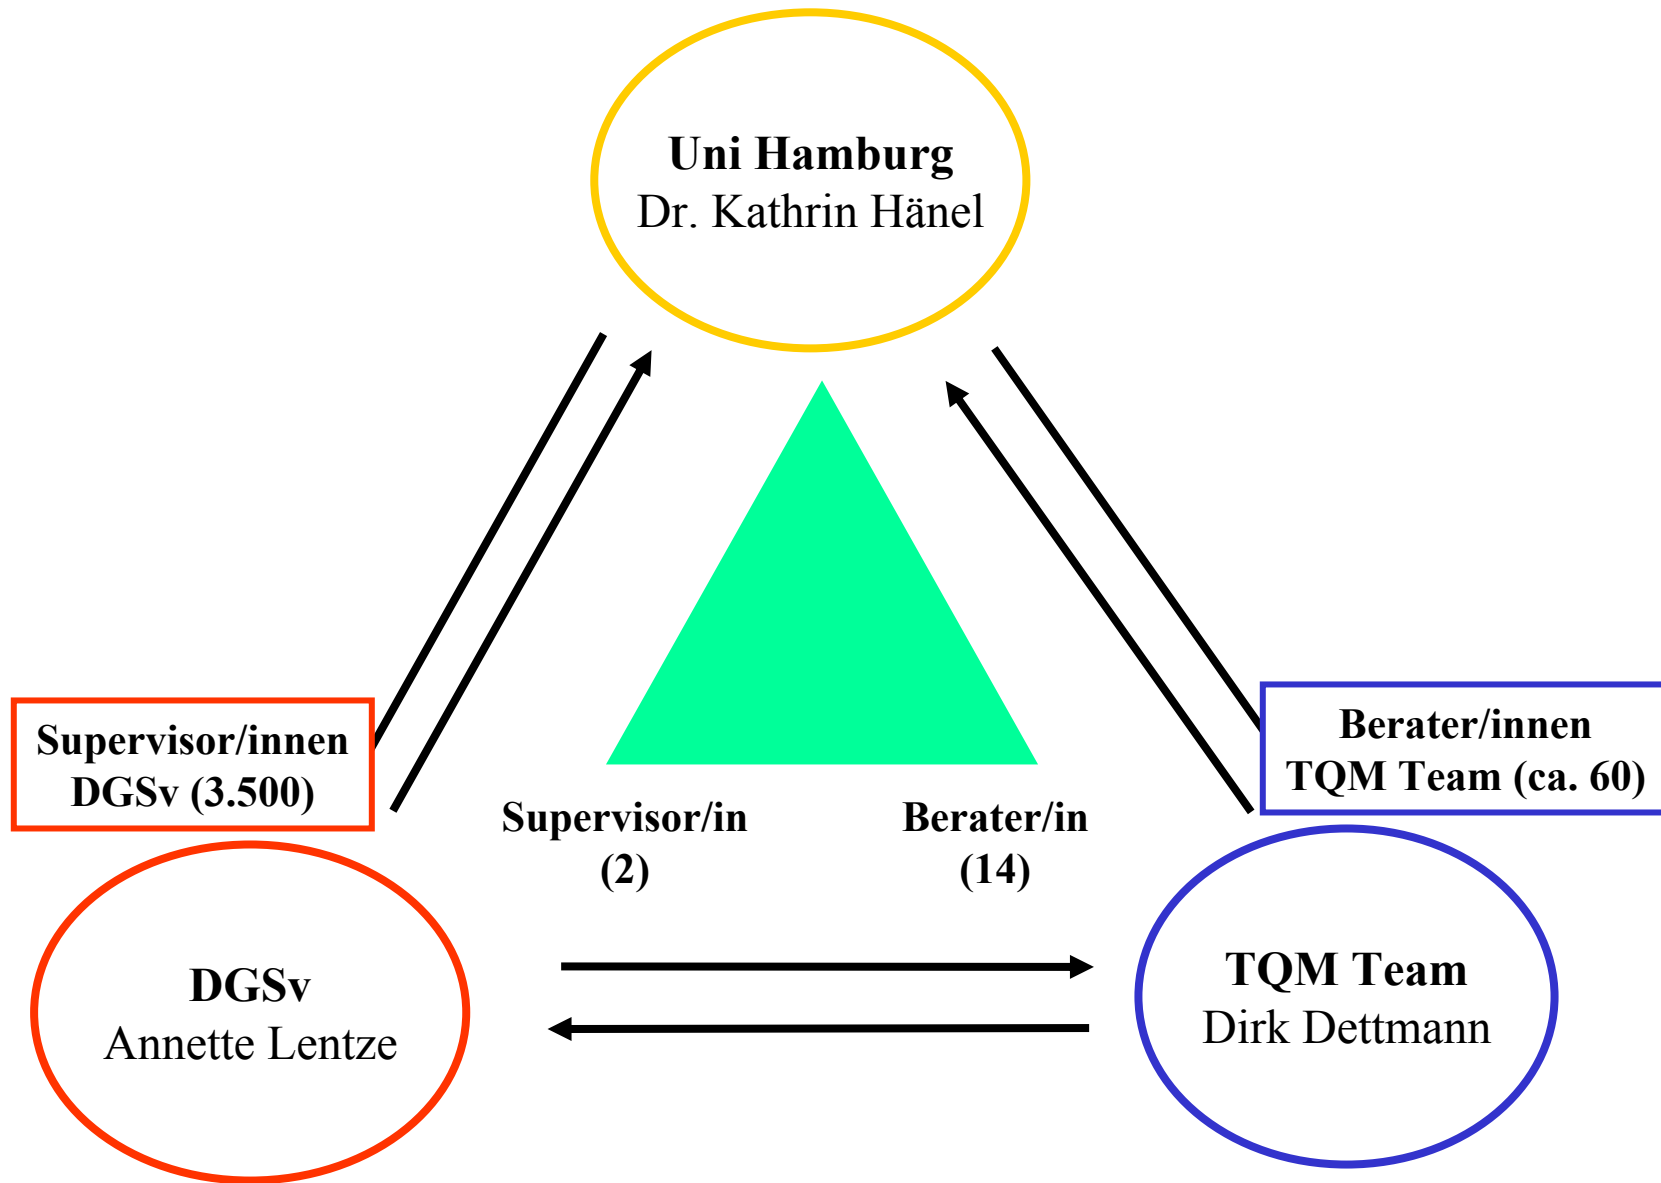 Uni Hamburg
Dr. Kathrin Hänel
Supervisor/innen
DGSv (3.500)
Berater/innen
TQM Team (ca. 60)
Supervisor/in
(2)
Berater/in
(14)
DGSv
Annette Lentze
TQM Team
Dirk Dettmann